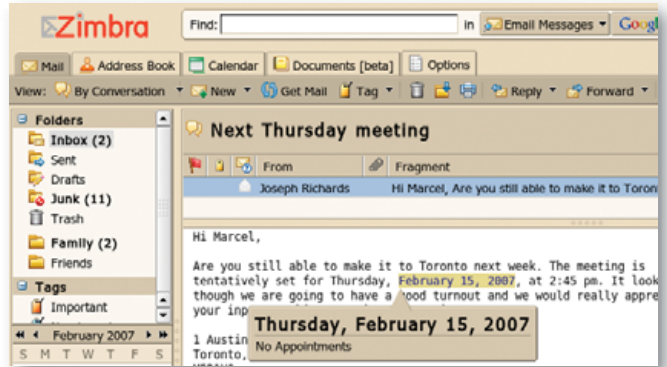 Zimbra
Find: in Email Messages
Mail Address Book Calendar Documents [beta] Options
View: By Conversation New Get Mail Tag Reply Forward
Folders
Inbox (2)
Sent
Drafts
Junk (11)
Trash
Family (2)
Friends
Tags
Important
February 2007
S M T W T F S
Next Thursday meeting
From Fragment
Joseph Richards Hi Marcel, Are you still able to make it to
Hi Marcel,
Are you still able to make it to Toronto next week. The meeting is
tentatively set for Thursday, February 15, 2007, at 2:45 pm. It
though we are going to have a good turnout and we would really
your
Thursday, February 15, 2007
No Appointments
1 Austin
Toronto,